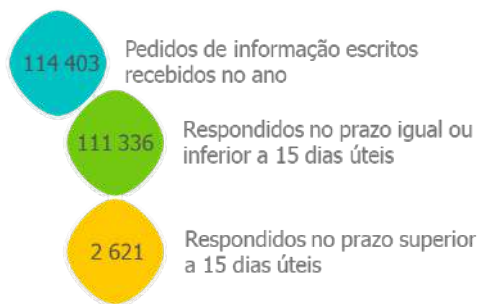 114 403
Pedidos de informação escritos
recebidos no ano
111 336
Respondidos no prazo igual ou
inferior a 15 dias úteis
2 621
Respondidos no prazo superior
a 15 dias úteis